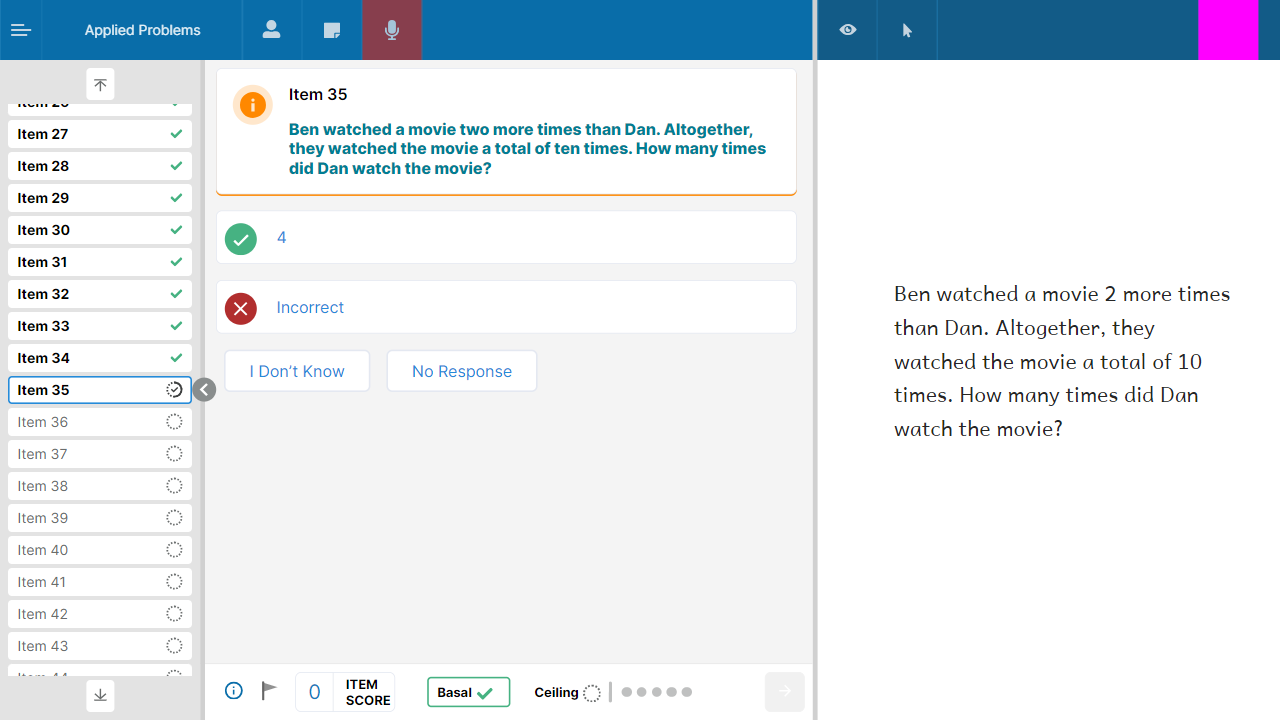 Applied Problems
Item 27
Item 28
Item 29
Item 30
Item 31
Item 32
Item 33
Item 34
Item 35
Item 36
Item 37
Item 38
Item 39
Item 40
Item 41
Item 42
Item 43
Item 35
Ben watched a movie two more times than Dan. Altogether,
they watched the movie a total of ten times. How many times
did Dan watch the movie?
4
Incorrect
I Don't Know
No Response
0
ITEM
SCORE
Basal
Ceiling
Ben watched a movie 2 more times
than Dan. Altogether, they
watched the movie a total of 10
times. How many times did Dan
watch the movie?